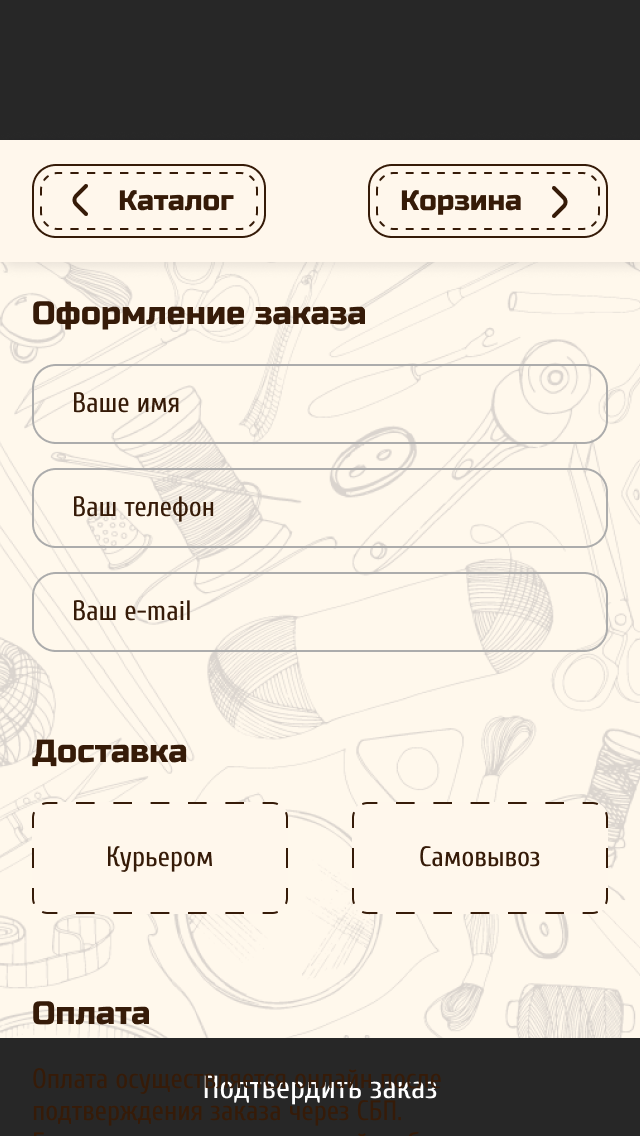 Каталог
Корзина
Оформление заказа
Ваше имя
Ваш телефон
Ваш e-mail
Доставка
Курьером
Самовывоз
Оплата
Оплата осуществляется онлайн после
Подтвердить заказ
подтверждения заказа через СБП.